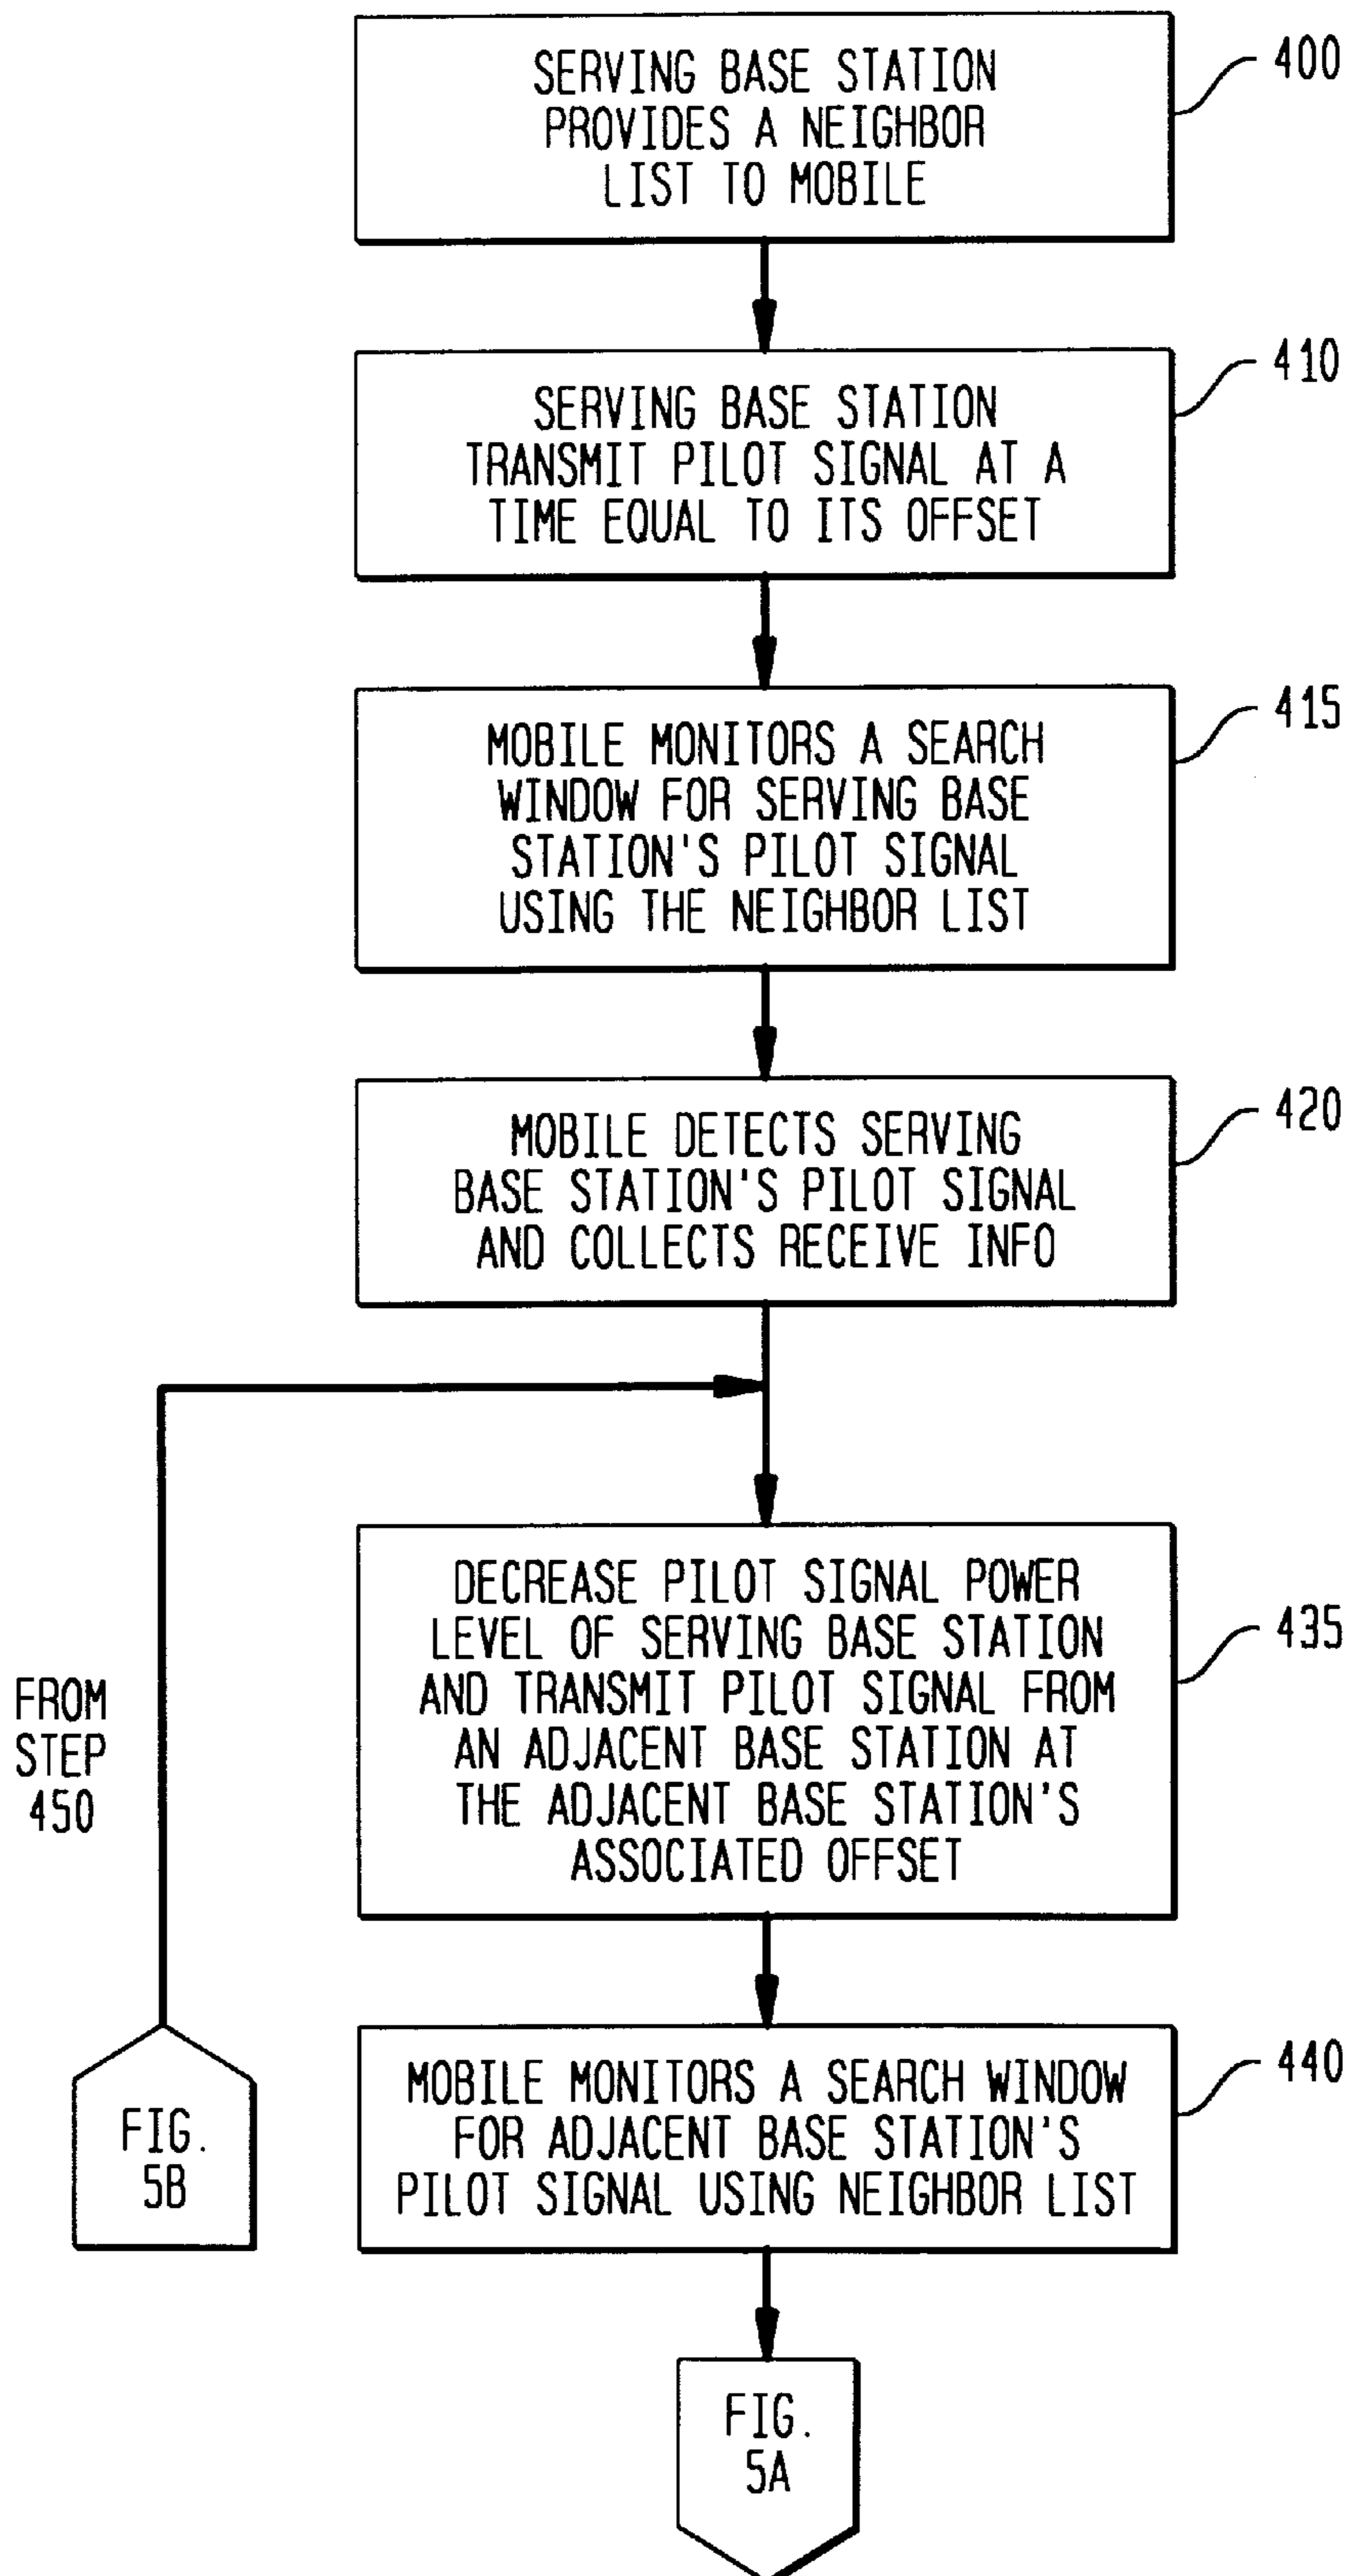 SERVING BASE STATION
PROVIDES A NEIGHBOR
LIST TO MOBILE
400
SERVING BASE STATION
TRANSMIT PILOT SIGNAL AT A
TIME EQUAL TO ITS OFFSET
410
MOBILE MONITORS A SEARCH
WINDOW FOR SERVING BASE
STATION'S PILOT SIGNAL
USING THE NEIGHBOR LIST
415
MOBILE DETECTS SERVING
BASE STATION'S PILOT SIGNAL
AND COLLECTS RECEIVE INFO
420
DECREASE PILOT SIGNAL POWER
LEVEL OF SERVING BASE STATION
AND TRANSMIT PILOT SIGNAL FROM
AN ADJACENT BASE STATION AT
THE ADJACENT BASE STATION'S
ASSOCIATED OFFSET
435
FROM
STEP
450
MOBILE MONITORS A SEARCH WINDOW
FOR ADJACENT BASE STATION'S
PILOT SIGNAL USING NEIGHBOR LIST
440
FIG.
5B
FIG.
5A